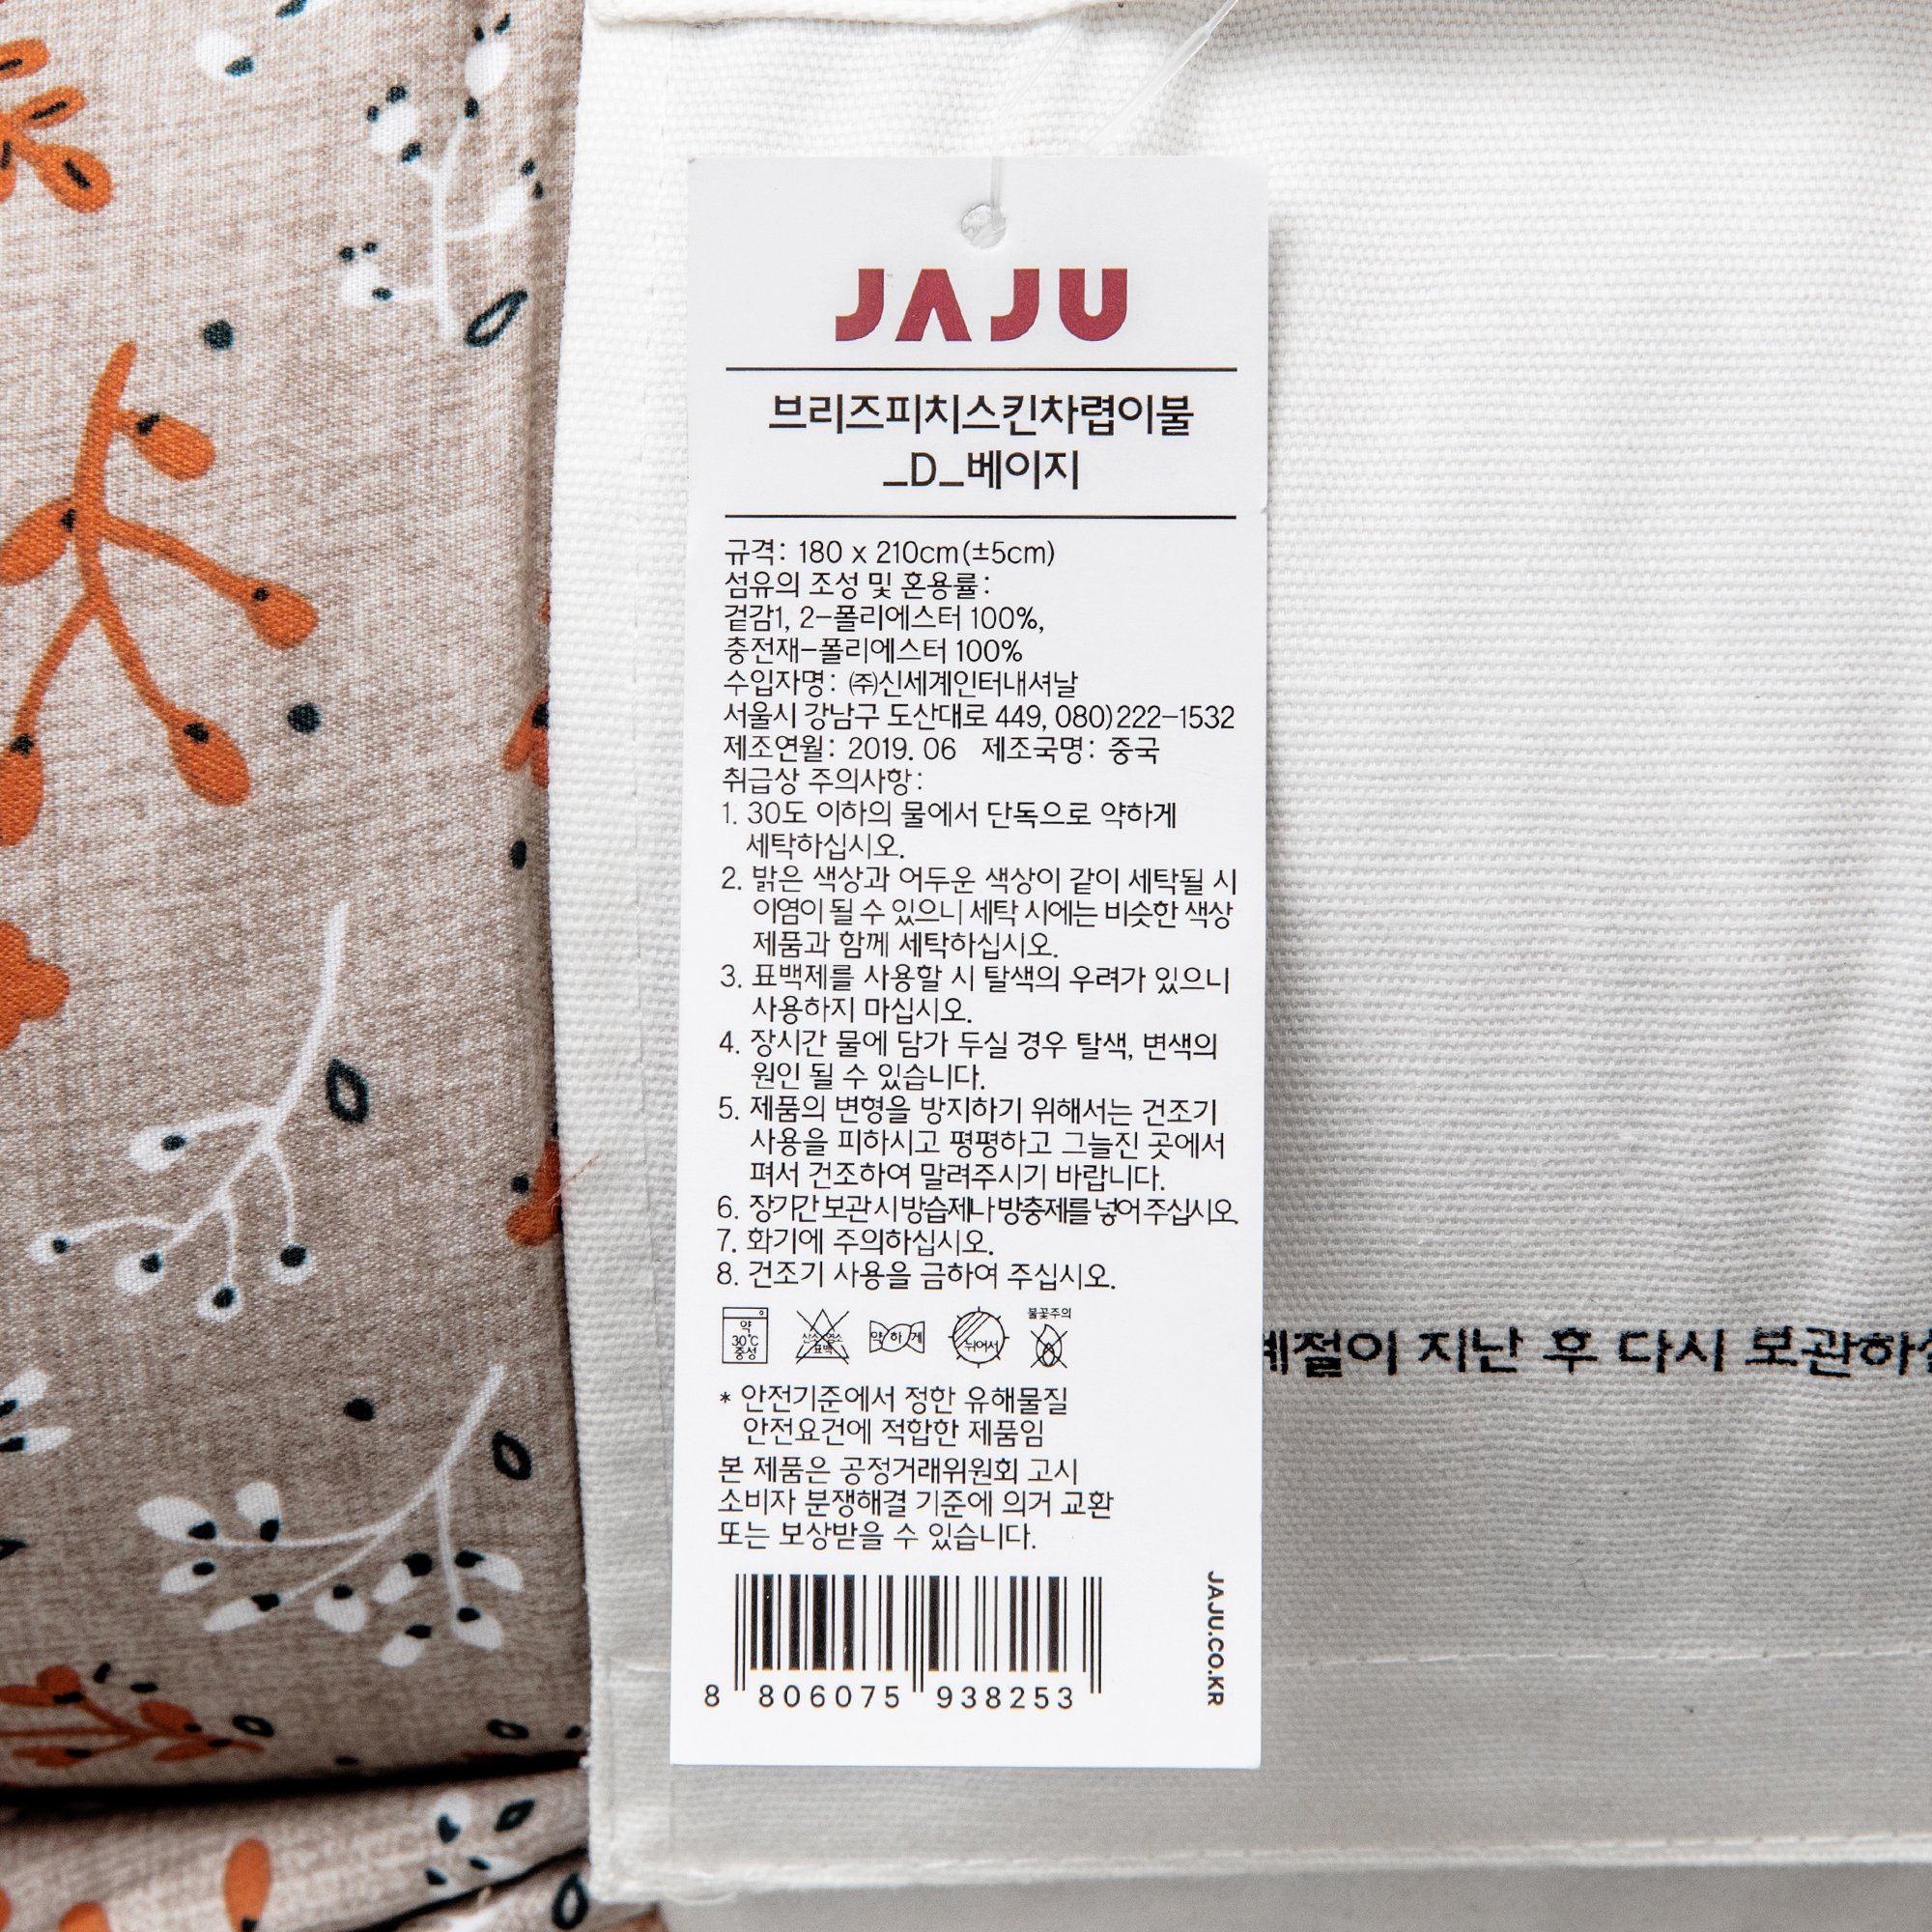 JAJU
브리즈피치스킨차렵이불
_D_베이지
규격: 180 x 210cm(±5cm)
섬유의 조성 및 혼용률:
겉감1, 2-폴리에스터 100%,
충전재-폴리에스터 100%
수입자명: ㈜신세계인터내셔날
서울시 강남구 도산대로 449, 080)222-1532
제조연월: 2019. 06 제조국명: 중국
취급상 주의사항:
1. 30도 이하의 물에서 단독으로 약하게
세탁하십시오.
2. 밝은 색상과 어두운 색상이 같이 세탁될 시
이염이 될 수 있으니 세탁 시에는 비슷한 색상
제품과 함께 세탁하십시오.
3. 표백제를 사용할 시 탈색의 우려가 있으니
사용하지 마십시오.
4. 장시간 물에 담가 두실 경우 탈색, 변색의
원인 될 수 있습니다.
5. 제품의 변형을 방지하기 위해서는 건조기
사용을 피하시고 평평하고 그늘진 곳에서
펴서 건조하여 말려주시기 바랍니다.
6. 장기간 보관 시 방습제나 방충제를 넣어 주십시오.
7. 화기에 주의하십시오.
8. 건조기 사용을 금하여 주십시오.
불꽃주의
약
30℃
중성
산소 염소
표백
약하게
뉘어서
* 안전기준에서 정한 유해물질
안전요건에 적합한 제품임
본 제품은 공정거래위원회 고시
소비자 분쟁해결 기준에 의거 교환
또는 보상받을 수 있습니다.
8 806075 938253
JAJU.CO.KR
계절이 지난 후 다시 보관하